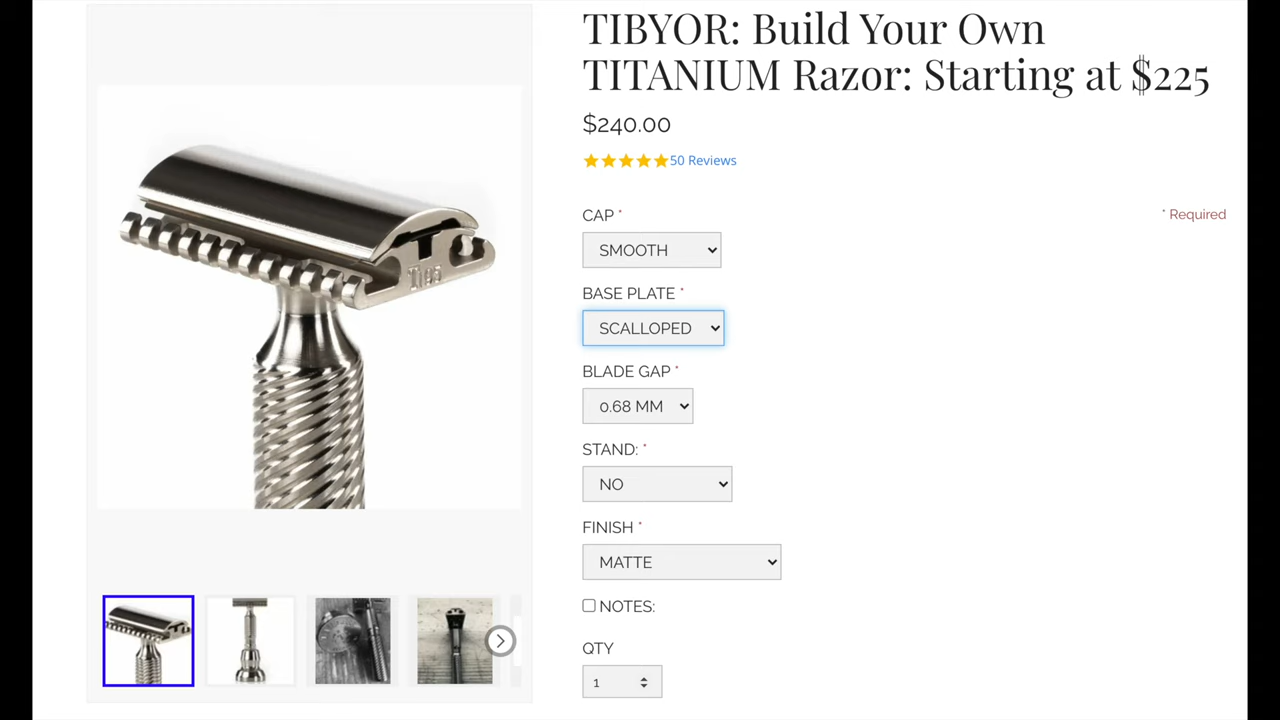 TIBYOR: Build Your Own
TITANIUM Razor: Starting at $225
$240.00
50 Reviews
CAP *
* Required
SMOOTH
BASE PLATE *
SCALLOPED
BLADE GAP *
0.68 MM
STAND: *
NO
FINISH *
MATTE
NOTES:
QTY
1
Ti95